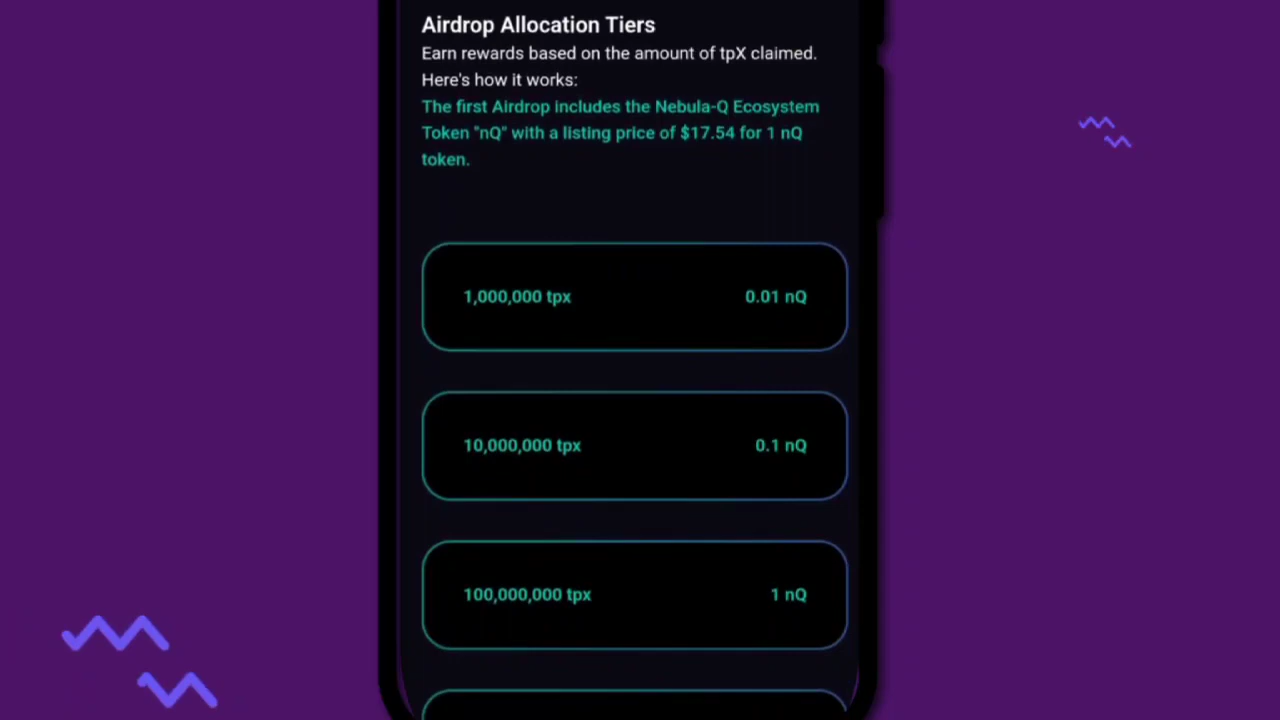 Airdrop Allocation Tiers
Earn rewards based on the amount of tpX claimed.
Here's how it works:
The first Airdrop includes the Nebula-Q Ecosystem
Token "nQ" with a listing price of $17.54 for 1 nQ
token.
1,000,000 tpx 0.01 nQ
10,000,000 tpx 0.1 nQ
100,000,000 tpx 1 nQ